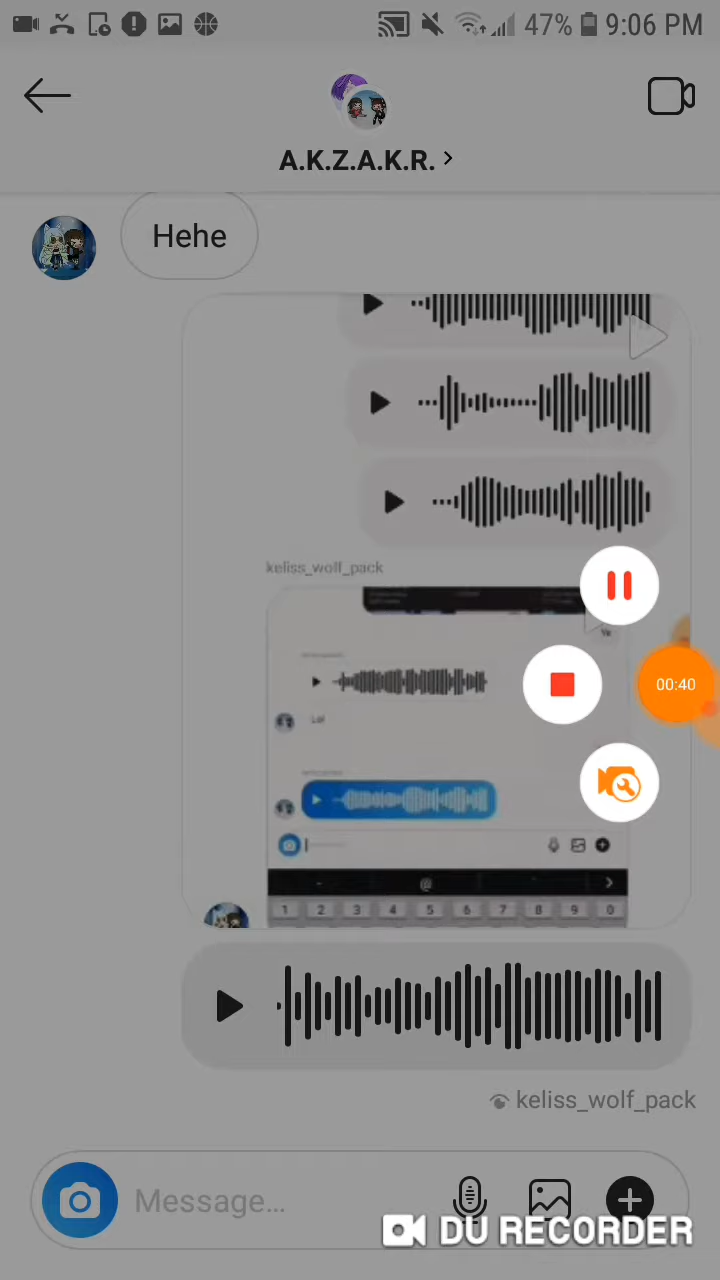 47% 9:06 PM
A.K.Z.A.K.R.
Hehe
keliss_wolf_pack
Ya
Lol
00:40
@
1 2 3 4 5 6 7 8 9 0
keliss_wolf_pack
Message...
DU RECORDER